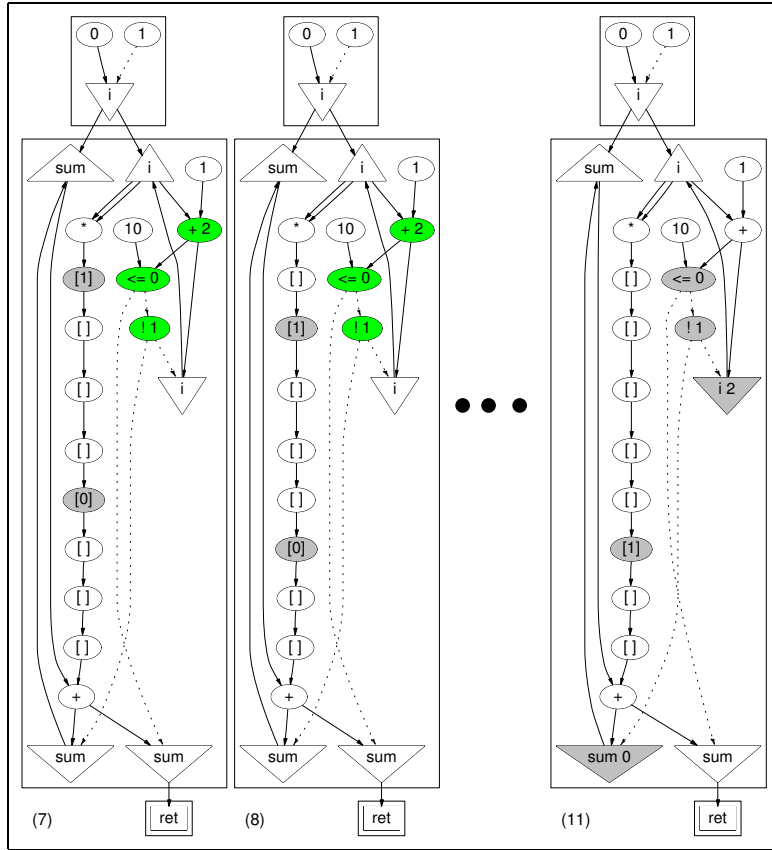 0 1
i
sum i 1
* 10 + 2
[1] <= 0
[ ] ! 1
[ ] i
[ ]
[0]
[ ]
[ ]
[ ]
+
sum sum
(7) ret
0 1
i
sum i 1
* 10 + 2
[ ] <= 0
[1] ! 1
[ ] i
[ ]
[ ]
[0]
[ ]
[ ]
+
sum sum
(8) ret
0 1
i
sum i 1
* 10 +
[ ] <= 0
[ ] ! 1
[ ] i 2
[ ]
[ ]
[1]
[ ]
[ ]
+
sum 0 sum
(11) ret